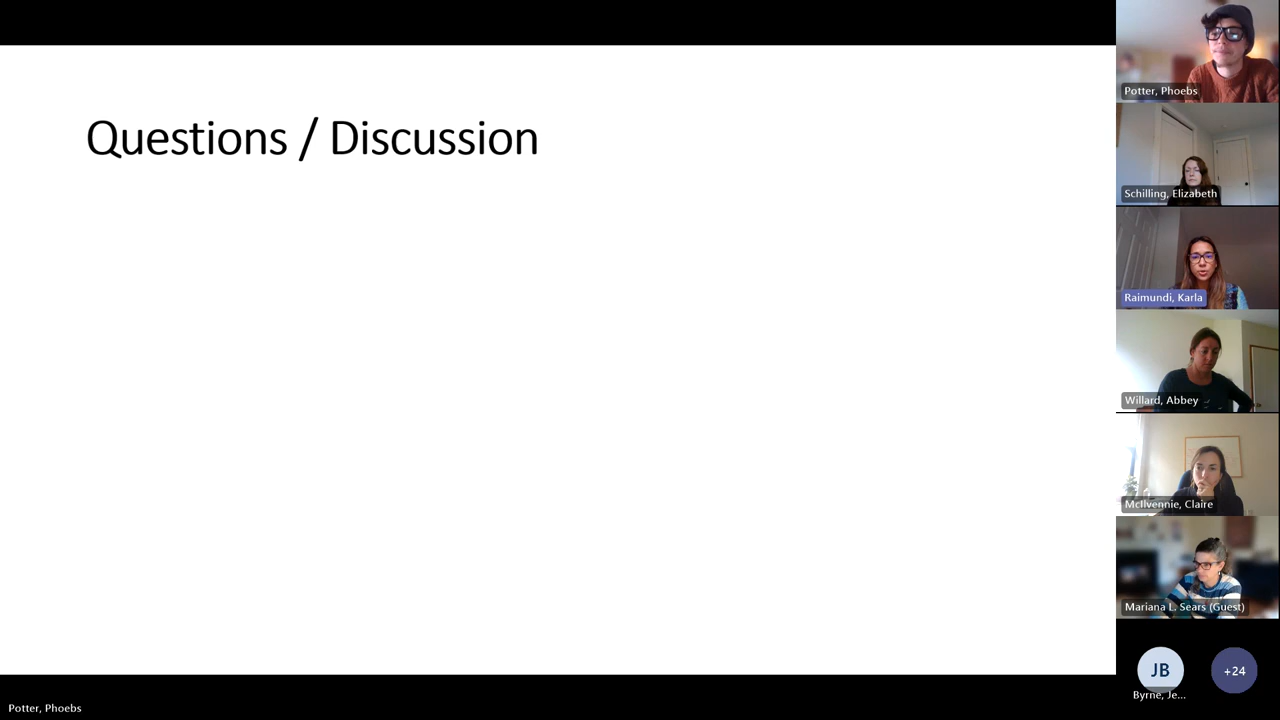 Questions / Discussion
Potter, Phoebs
Schilling, Elizabeth
Raimundi, Karla
Willard, Abbey
McIlvennie, Claire
Mariana L. Sears (Guest)
JB
+24
Byrne, Je...
Potter, Phoebs